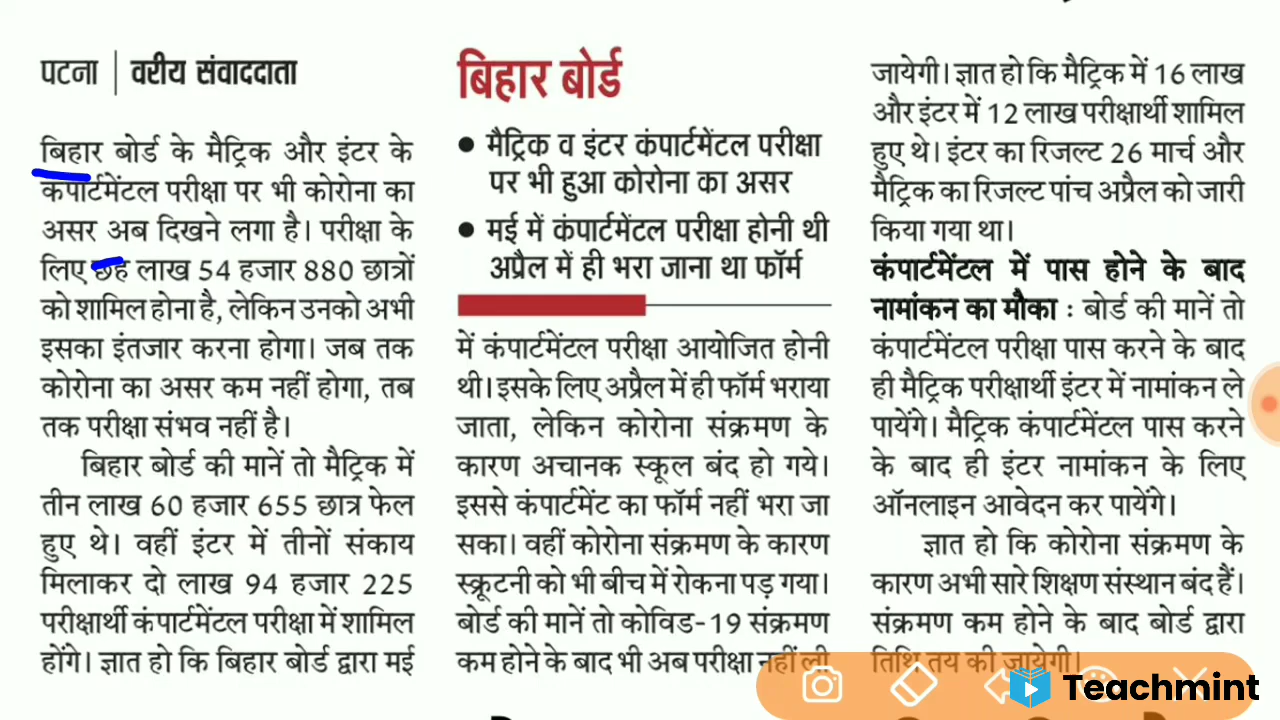 पटना | वरीय संवाददाता
बिहार बोर्ड के मैट्रिक और इंटर के
कंपार्टमेंटल परीक्षा पर भी कोरोना का
असर अब दिखने लगा है। परीक्षा के
लिए छह लाख 54 हजार 880 छात्रों
को शामिल होना है, लेकिन उनको अभी
इसका इंतजार करना होगा। जब तक
कोरोना का असर कम नहीं होगा, तब
तक परीक्षा संभव नहीं है।
बिहार बोर्ड की मानें तो मैट्रिक में
तीन लाख 60 हजार 655 छात्र फेल
हुए थे। वहीं इंटर में तीनों संकाय
मिलाकर दो लाख 94 हजार 225
परीक्षार्थी कंपार्टमेंटल परीक्षा में शामिल
होंगे। ज्ञात हो कि बिहार बोर्ड द्वारा मई
बिहार बोर्ड
• मैट्रिक व इंटर कंपार्टमेंटल परीक्षा
पर भी हुआ कोरोना का असर
• मई में कंपार्टमेंटल परीक्षा होनी थी
अप्रैल में ही भरा जाना था फॉर्म
में कंपार्टमेंटल परीक्षा आयोजित होनी
थी। इसके लिए अप्रैल में ही फॉर्म भराया
जाता, लेकिन कोरोना संक्रमण के
कारण अचानक स्कूल बंद हो गये।
इससे कंपार्टमेंट का फॉर्म नहीं भरा जा
सका। वहीं कोरोना संक्रमण के कारण
स्क्रूटनी को भी बीच में रोकना पड़ गया।
बोर्ड की मानें तो कोविड-19 संक्रमण
कम होने के बाद भी अब परीक्षा नहीं ली
जायेगी। ज्ञात हो कि मैट्रिक में 16 लाख
और इंटर में 12 लाख परीक्षार्थी शामिल
हुए थे। इंटर का रिजल्ट 26 मार्च और
मैट्रिक का रिजल्ट पांच अप्रैल को जारी
किया गया था।
कंपार्टमेंटल में पास होने के बाद
नामांकन का मौका : बोर्ड की मानें तो
कंपार्टमेंटल परीक्षा पास करने के बाद
ही मैट्रिक परीक्षार्थी इंटर में नामांकन ले
पायेंगे। मैट्रिक कंपार्टमेंटल पास करने
के बाद ही इंटर नामांकन के लिए
ऑनलाइन आवेदन कर पायेंगे।
ज्ञात हो कि कोरोना संक्रमण के
कारण अभी सारे शिक्षण संस्थान बंद हैं।
संक्रमण कम होने के बाद बोर्ड द्वारा
तिथि तय की जायेगी।
Teachmint